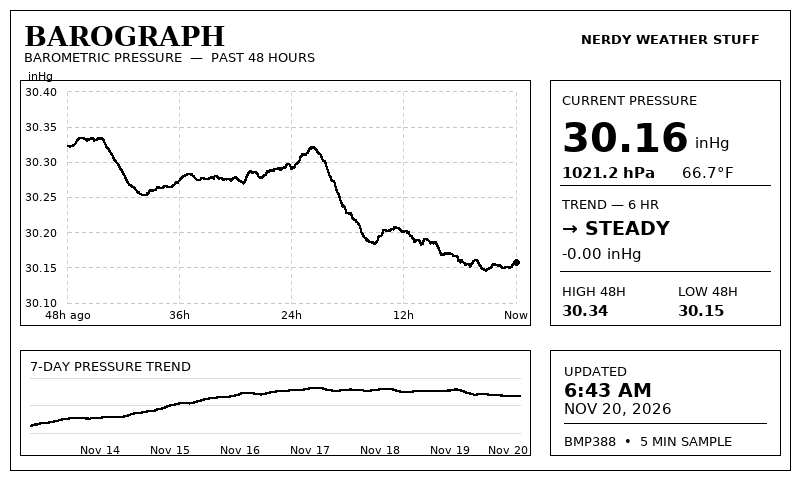 BAROGRAPH
BAROMETRIC PRESSURE — PAST 48 HOURS
NERDY WEATHER STUFF
inHg
30.40
30.35
30.30
30.25
30.20
30.15
30.10
48h ago 36h 24h 12h Now
CURRENT PRESSURE
30.16 inHg
1021.2 hPa 66.7°F
TREND — 6 HR
→ STEADY
-0.00 inHg
HIGH 48H LOW 48H
30.34 30.15
7-DAY PRESSURE TREND
Nov 14 Nov 15 Nov 16 Nov 17 Nov 18 Nov 19 Nov 20
UPDATED
6:43 AM
NOV 20, 2026
BMP388 • 5 MIN SAMPLE